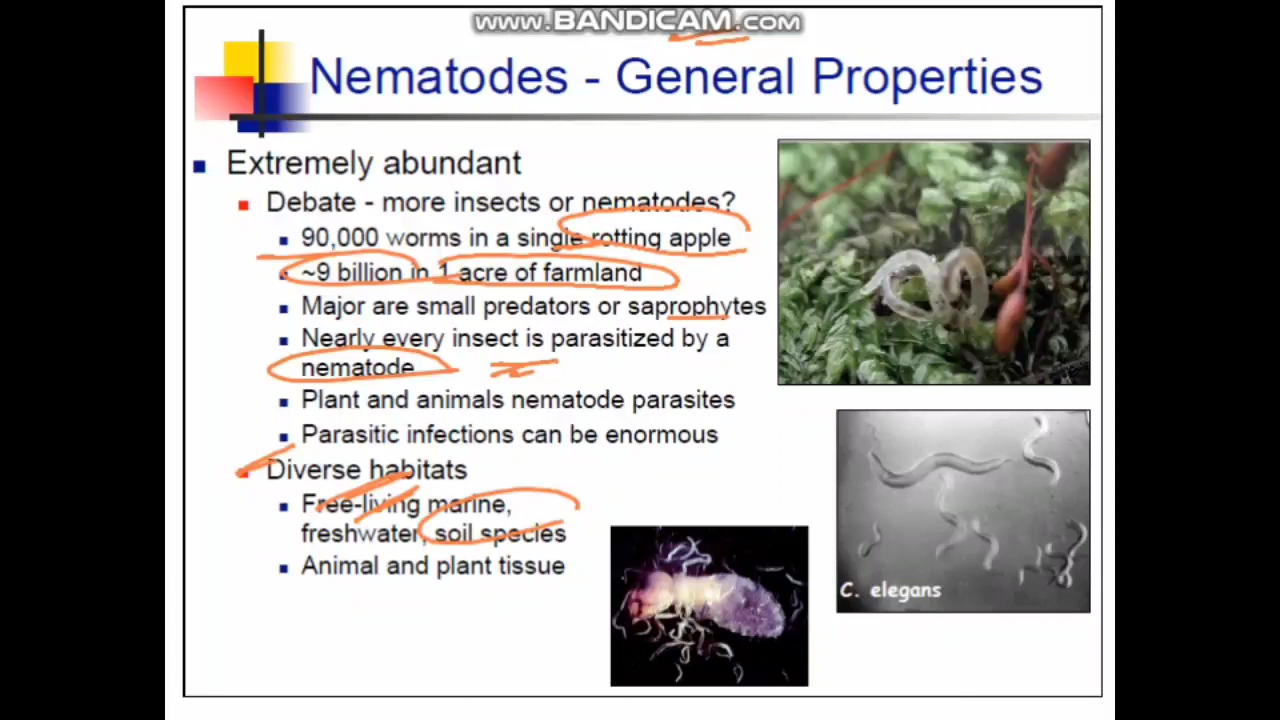 www.BANDICAM.com
Nematodes - General Properties
Extremely abundant
Debate - more insects or nematodes?
90,000 worms in a single rotting apple
~9 billion in 1 acre of farmland
Major are small predators or saprophytes
Nearly every insect is parasitized by a
nematode
Plant and animals nematode parasites
Parasitic infections can be enormous
Diverse habitats
Free-living marine,
freshwater, soil species
Animal and plant tissue
C. elegans